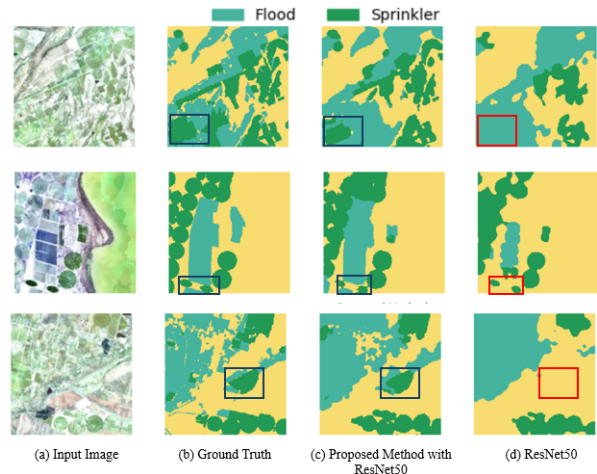 Flood Sprinkler
(a) Input Image (b) Ground Truth (c) Proposed Method with (d) ResNet50
ResNet50